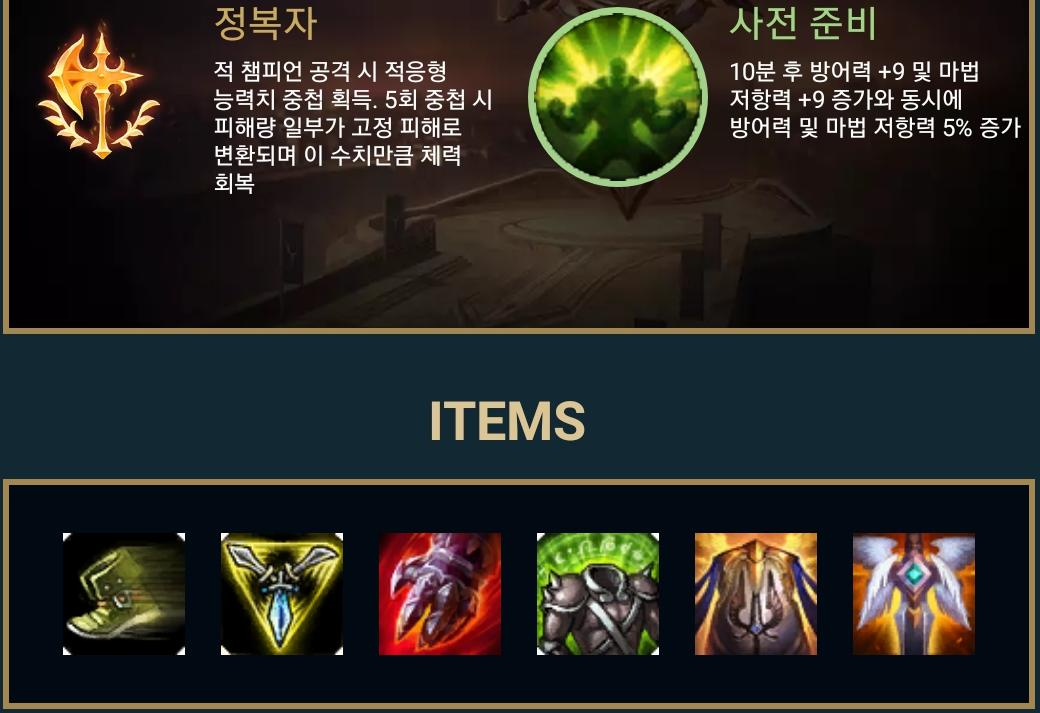 정복자
적 챔피언 공격 시 적응형
능력치 중첩 획득. 5회 중첩 시
피해량 일부가 고정 피해로
변환되며 이 수치만큼 체력
회복
사전 준비
10분 후 방어력 +9 및 마법
저항력 +9 증가와 동시에
방어력 및 마법 저항력 5% 증가
ITEMS